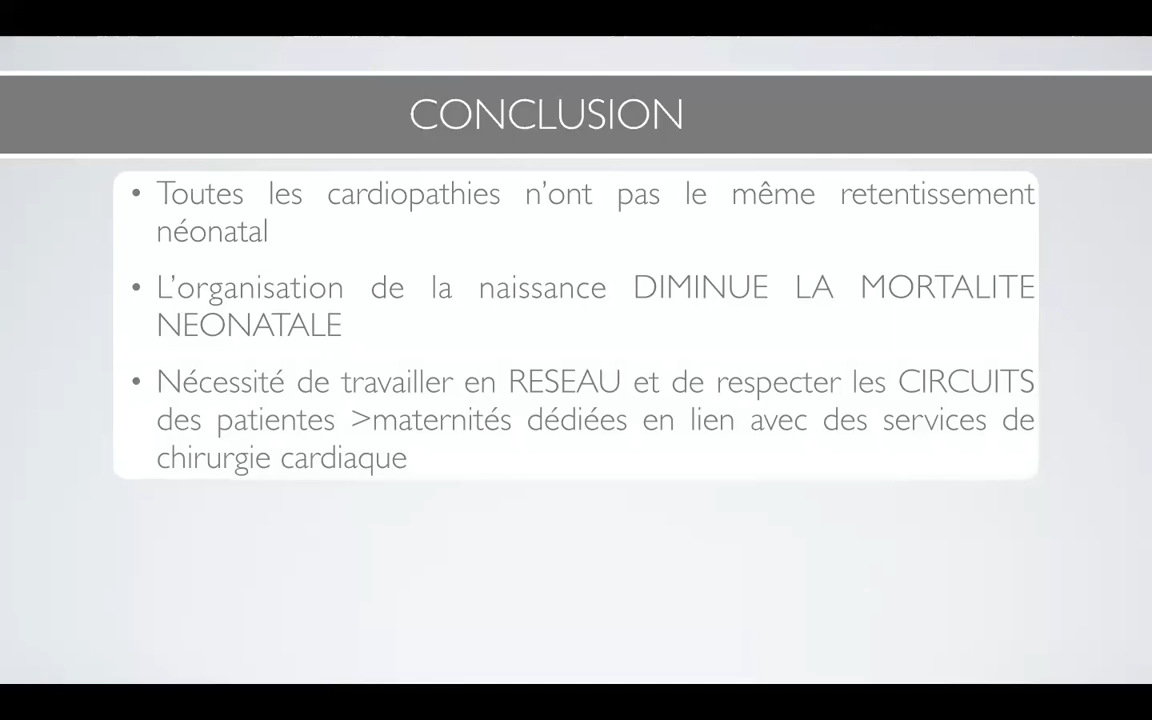 CONCLUSION
• Toutes les cardiopathies n’ont pas le même retentissement
néonatal
• L’organisation de la naissance DIMINUE LA MORTALITE
NEONATALE
• Nécessité de travailler en RESEAU et de respecter les CIRCUITS
des patientes >maternités dédiées en lien avec des services de
chirurgie cardiaque